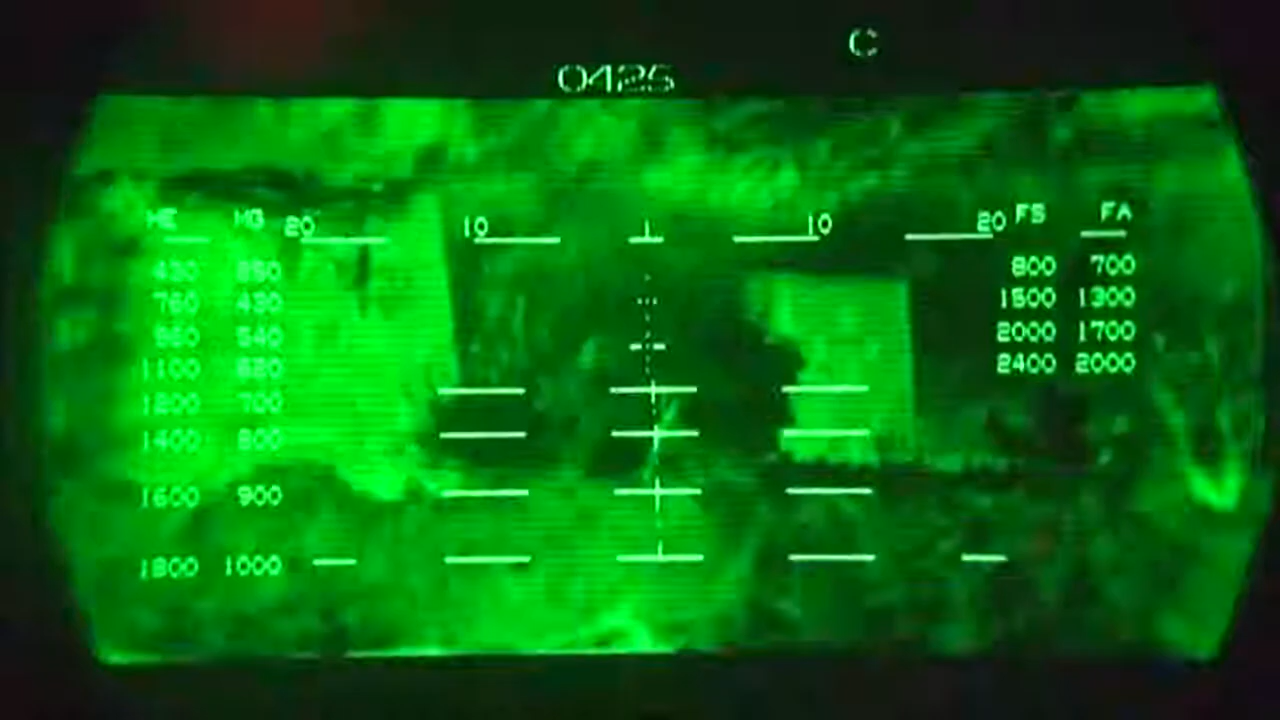 C
0425
HE MG 20 10 10 20 FS FA
430 250 800 700
760 430 1500 1300
960 540 2000 1700
1100 620 2400 2000
1200 700
1400 800
1600 900
1800 1000